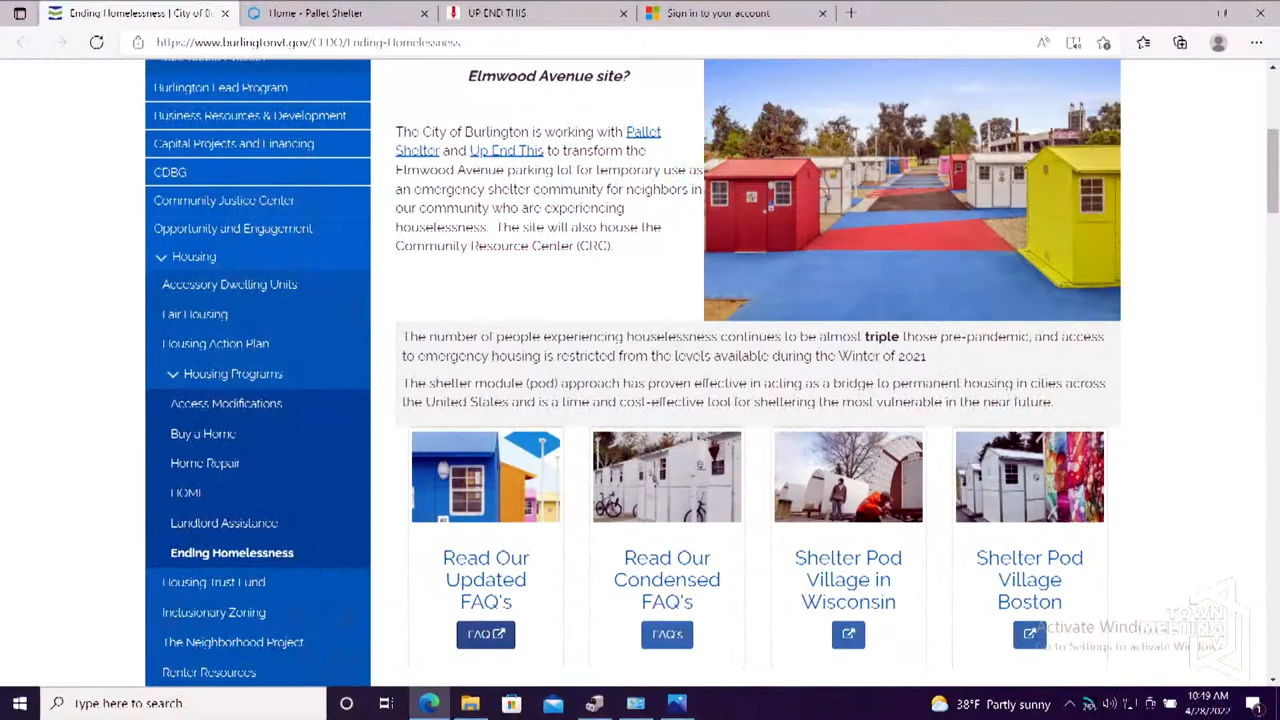 Ending Homelessness | City of B
Home - Pallet Shelter
UP END THIS
Sign in to your account
https://www.burlingtonvt.gov/CEDO/Ending-Homelessness
Burlington Lead Program
Business Resources & Development
Capital Projects and Financing
CDBG
Community Justice Center
Opportunity and Engagement
Housing
Accessory Dwelling Units
Fair Housing
Housing Action Plan
Housing Programs
Access Modifications
Buy a Home
Home Repair
HOME
Landlord Assistance
Ending Homelessness
Housing Trust Fund
Inclusionary Zoning
The Neighborhood Project
Renter Resources
Elmwood Avenue site?
The City of Burlington is working with Pallet
Shelter and Up End This to transform the
Elmwood Avenue parking lot for temporary use as
an emergency shelter community for neighbors in
our community who are experiencing
houselessness. The site will also house the
Community Resource Center (CRC).
The number of people experiencing houselessness continues to be almost triple those pre-pandemic, and access
to emergency housing is restricted from the levels available during the Winter of 2021
The shelter module (pod) approach has proven effective in acting as a bridge to permanent housing in cities across
the United States and is a time and cost-effective tool for sheltering the most vulnerable in the near future.
Read Our
Updated
FAQ's
FAQ
Read Our
Condensed
FAQ's
FAQ's
Shelter Pod
Village in
Wisconsin
Shelter Pod
Village
Boston
Activate Windows
Go to Settings to activate Windows.
TOWN
MEETING
Type here to search
38°F Partly sunny
10:49 AM
4/28/2022